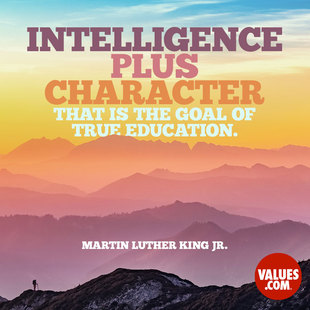 INTELLIGENCE
PLUS
CHARACTER
THAT IS THE GOAL OF
TRUE EDUCATION.
MARTIN LUTHER KING JR.
VALUES
.COM